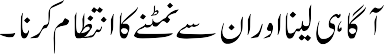 آگاہی لینا اور ان سے نمٹنے کا انتظام کرنا۔